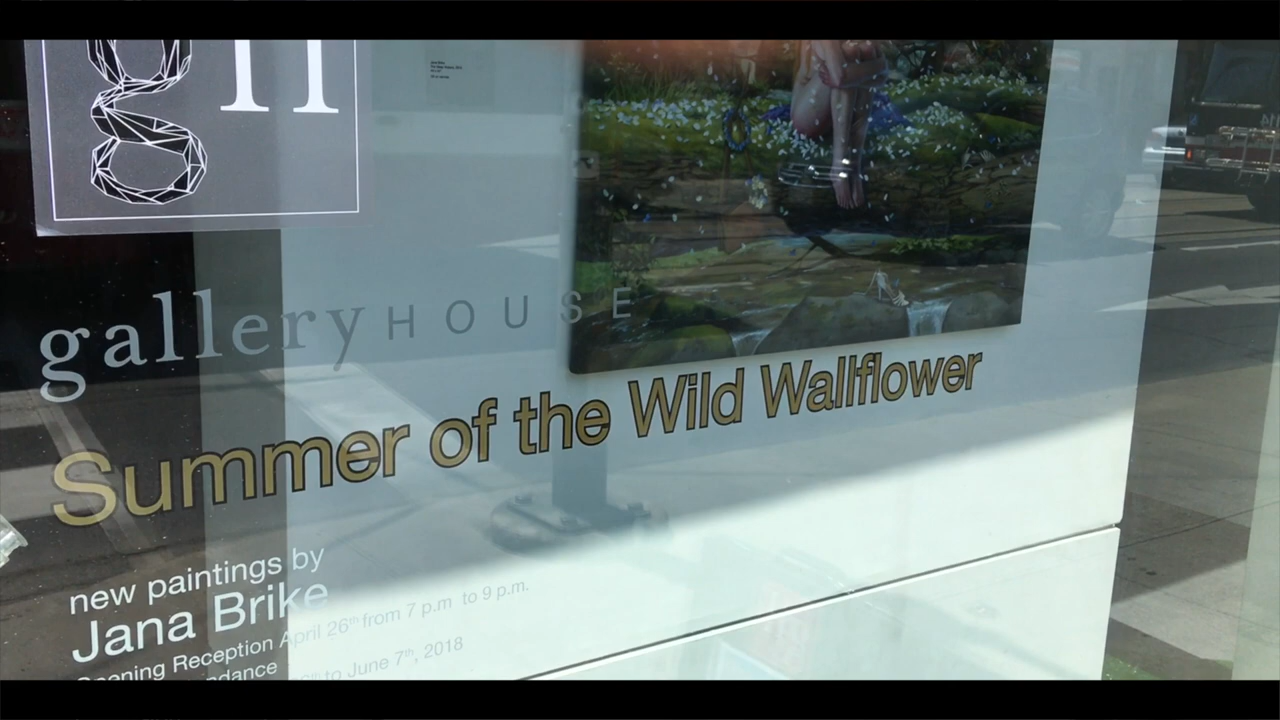 gh
galleryHOUSE
Summer of the Wild Wallflower
new paintings by
Jana Brike
Opening Reception April 26th from 7 p.m to 9 p.m.
to June 7th, 2018